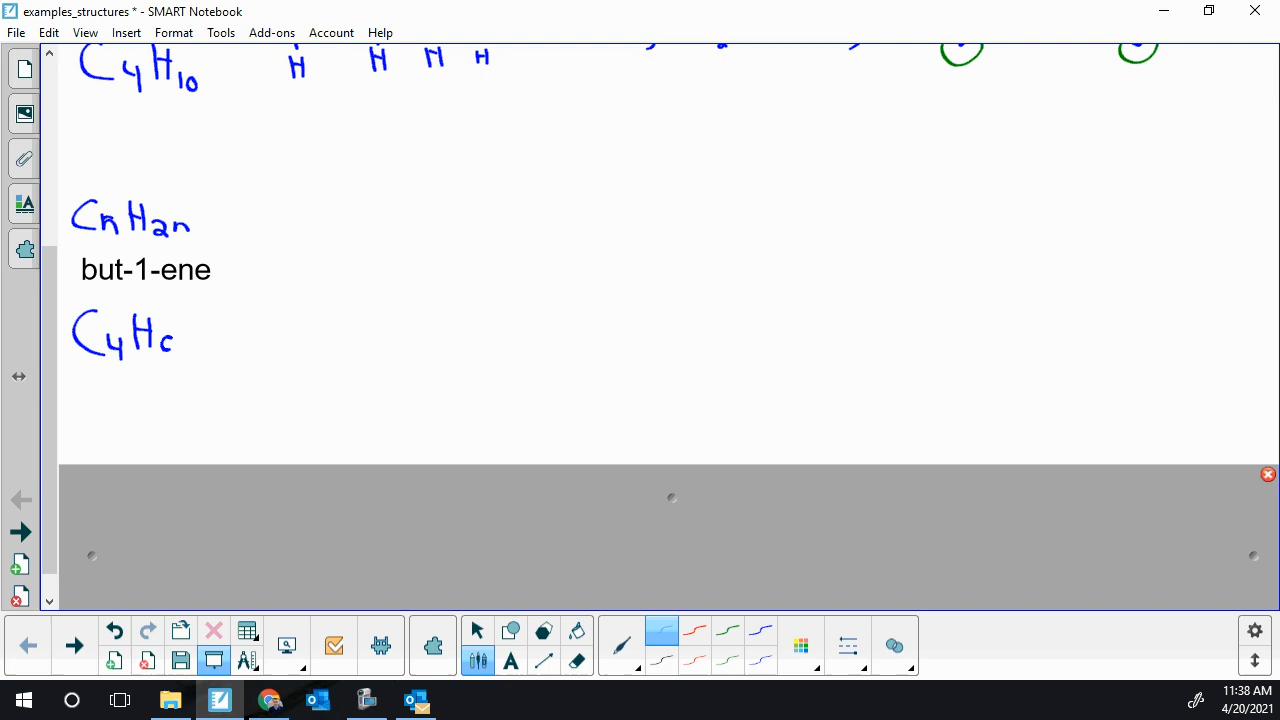 examples_structures * - SMART Notebook
File Edit View Insert Format Tools Add-ons Account Help
C4H10
H H H H
CnH2n
but-1-ene
C4H
11:38 AM
4/20/2021